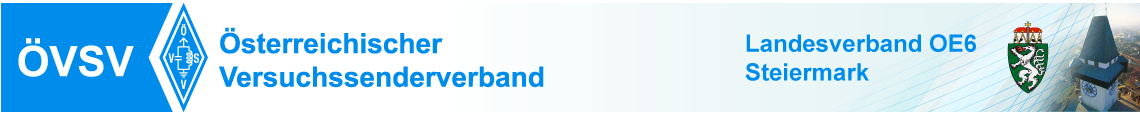 ÖVSV
Ö
V S
V
Österreichischer
Versuchssenderverband
Landesverband OE6
Steiermark